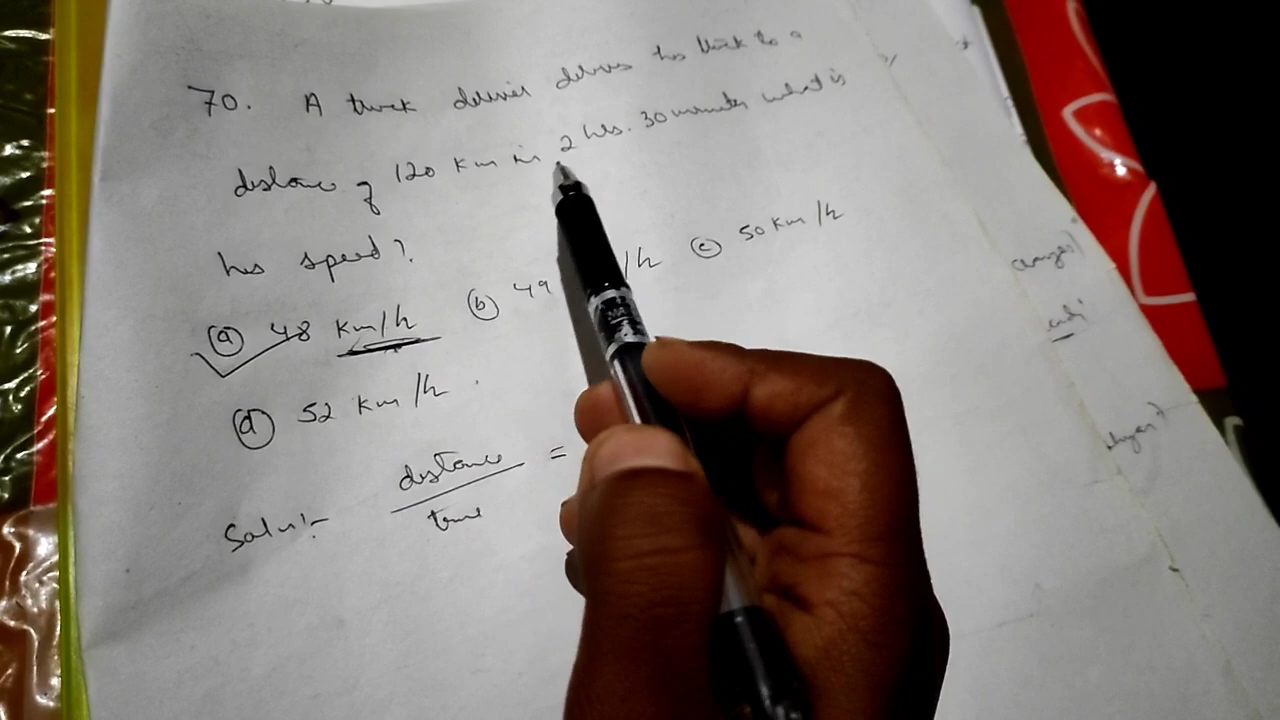 70. A truck driver drives his truck to a
distance of 120 km in 2 hrs. 30 minutes what is
his speed?
(a) 48 km/h (b) 49 /h (c) 50 km/h
(d) 52 km/h
Soln:- distance =
time